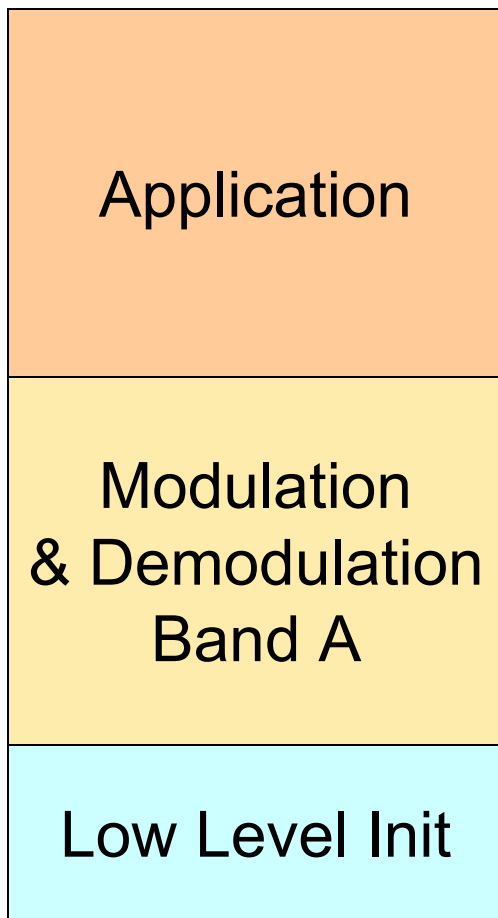 Application
Modulation
& Demodulation
Band A
Low Level Init